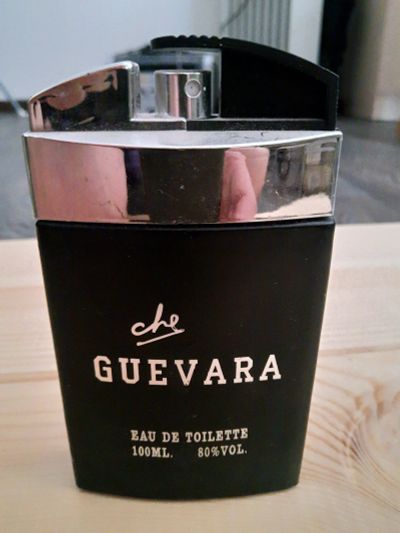 che
GUEVARA
EAU DE TOILETTE
100ML. 80%VOL.